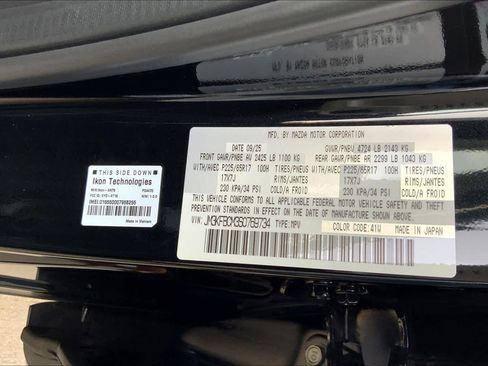 THIS SIDE DOWN
Ikon Technologies
Made in Vietnam
MFD. BY MAZDA MOTOR CORPORATION
DATE 09/25 GVWR/PNBV 4724 LB 2143 KG
FRONT GAWR/PNBE AV 2425 LB 1100 KG REAR GAWR/PNBE AR 2299 LB 1043 KG
WITH/AVEC P225/65R17 100H WITH/AVEC P225/65R17 100H
17X7J RIMS/JANTES 17X7J RIMS/JANTES
230 KPA/34 PSI COLD/A FROID 230 KPA/34 PSI COLD/A FROID
THIS VEHICLE CONFORMS TO ALL APPLICABLE FEDERAL MOTOR VEHICLE SAFETY AND
THEFT PREVENTION STANDARDS IN EFFECT ON THE DATE OF MANUFACTURE SHOWN ABOVE.
VIN: TYPE: MPV
COLOR CODE: 41W MADE IN JAPAN